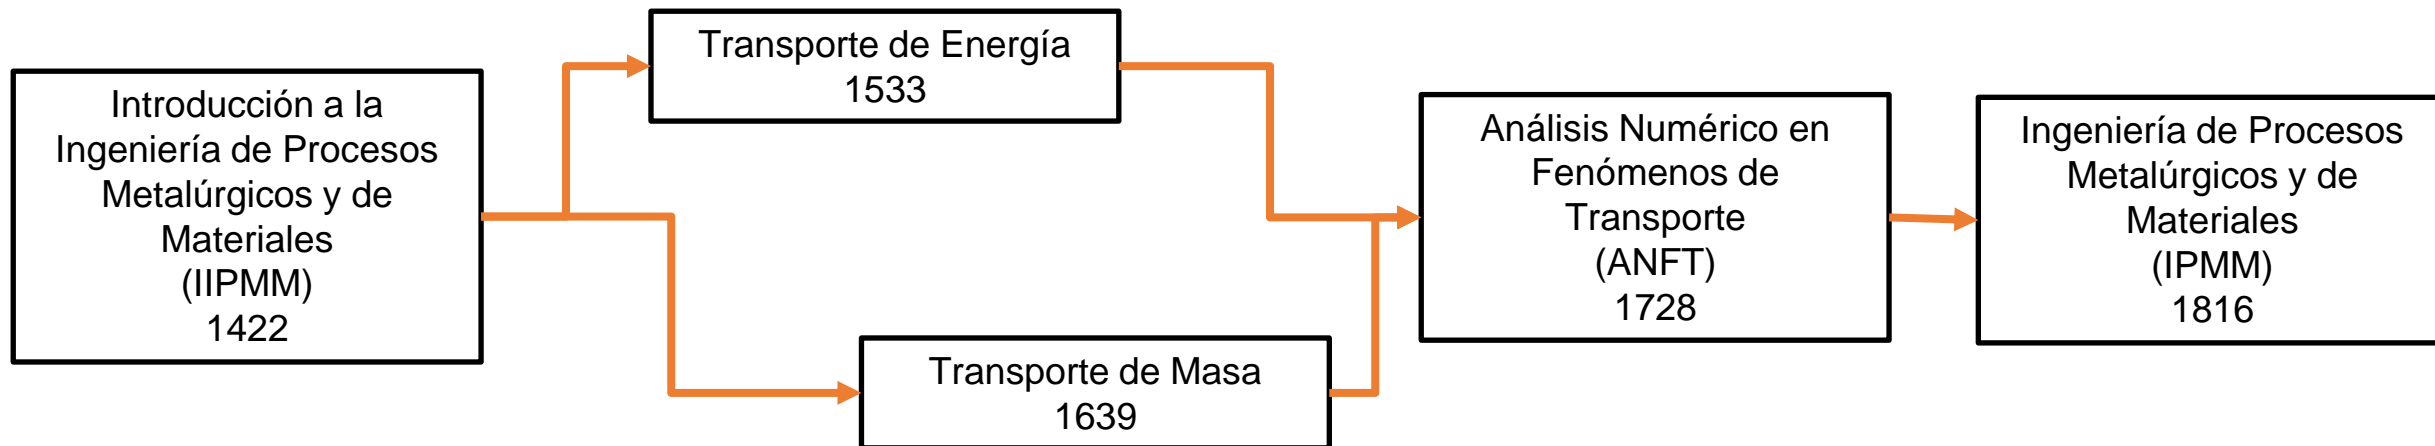 Introducción a la
Ingeniería de Procesos
Metalúrgicos y de
Materiales
(IIPMM)
1422
Transporte de Energía
1533
Transporte de Masa
1639
Análisis Numérico en
Fenómenos de
Transporte
(ANFT)
1728
Ingeniería de Procesos
Metalúrgicos y de
Materiales
(IPMM)
1816